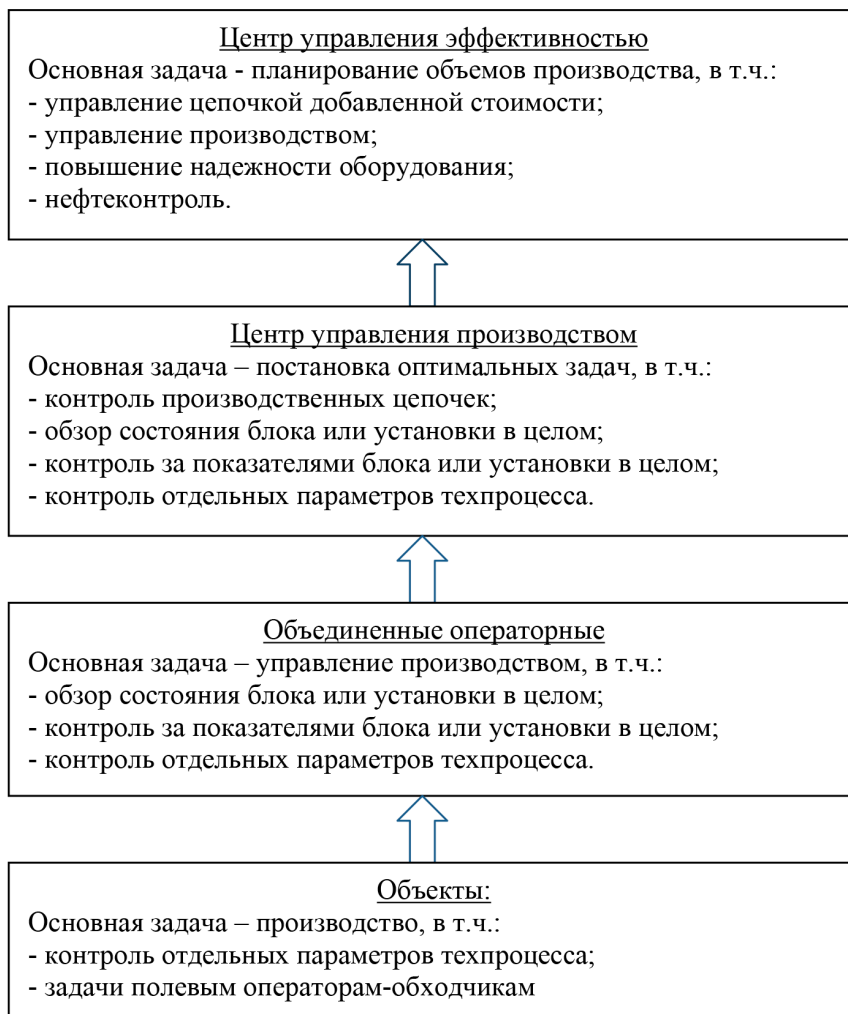 Центр управления эффективностью
Основная задача - планирование объемов производства, в т.ч.:
- управление цепочкой добавленной стоимости;
- управление производством;
- повышение надежности оборудования;
- нефтеконтроль.
Центр управления производством
Основная задача – постановка оптимальных задач, в т.ч.:
- контроль производственных цепочек;
- обзор состояния блока или установки в целом;
- контроль за показателями блока или установки в целом;
- контроль отдельных параметров техпроцесса.
Объединенные операторные
Основная задача – управление производством, в т.ч.:
- обзор состояния блока или установки в целом;
- контроль за показателями блока или установки в целом;
- контроль отдельных параметров техпроцесса.
Объекты:
Основная задача – производство, в т.ч.:
- контроль отдельных параметров техпроцесса;
- задачи полевым операторам-обходчикам